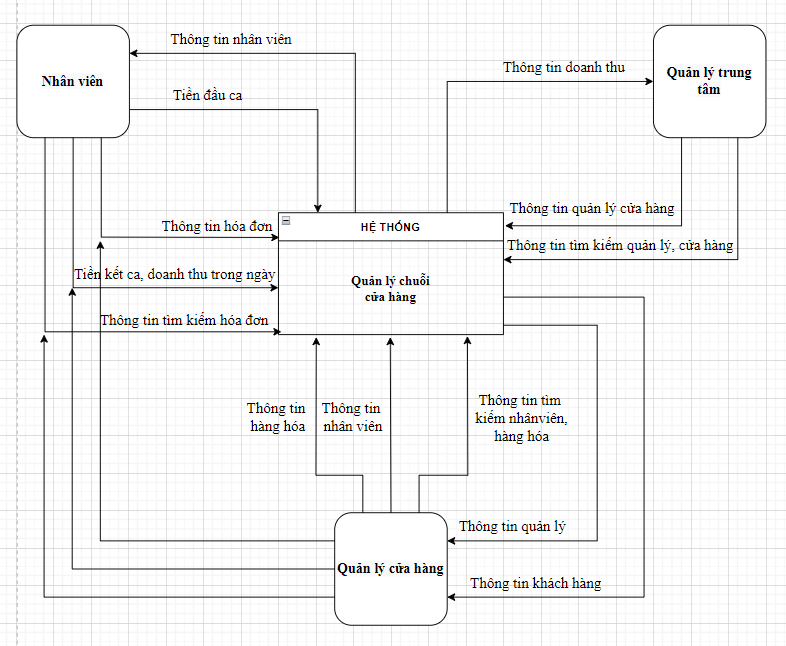 Thông tin nhân viên
Nhân viên
Tiền đầu ca
Thông tin doanh thu
Quản lý trung
tâm
Thông tin quản lý cửa hàng
Thông tin hóa đơn
HỆ THỐNG
Thông tin tìm kiếm quản lý, cửa hàng
Tiền kết ca, doanh thu trong ngày
Quản lý chuỗi
cửa hàng
Thông tin tìm kiếm hóa đơn
Thông tin
hàng hóa
Thông tin
nhân viên
Thông tin tìm
kiếm nhânviên,
hàng hóa
Thông tin quản lý
Quản lý cửa hàng
Thông tin khách hàng